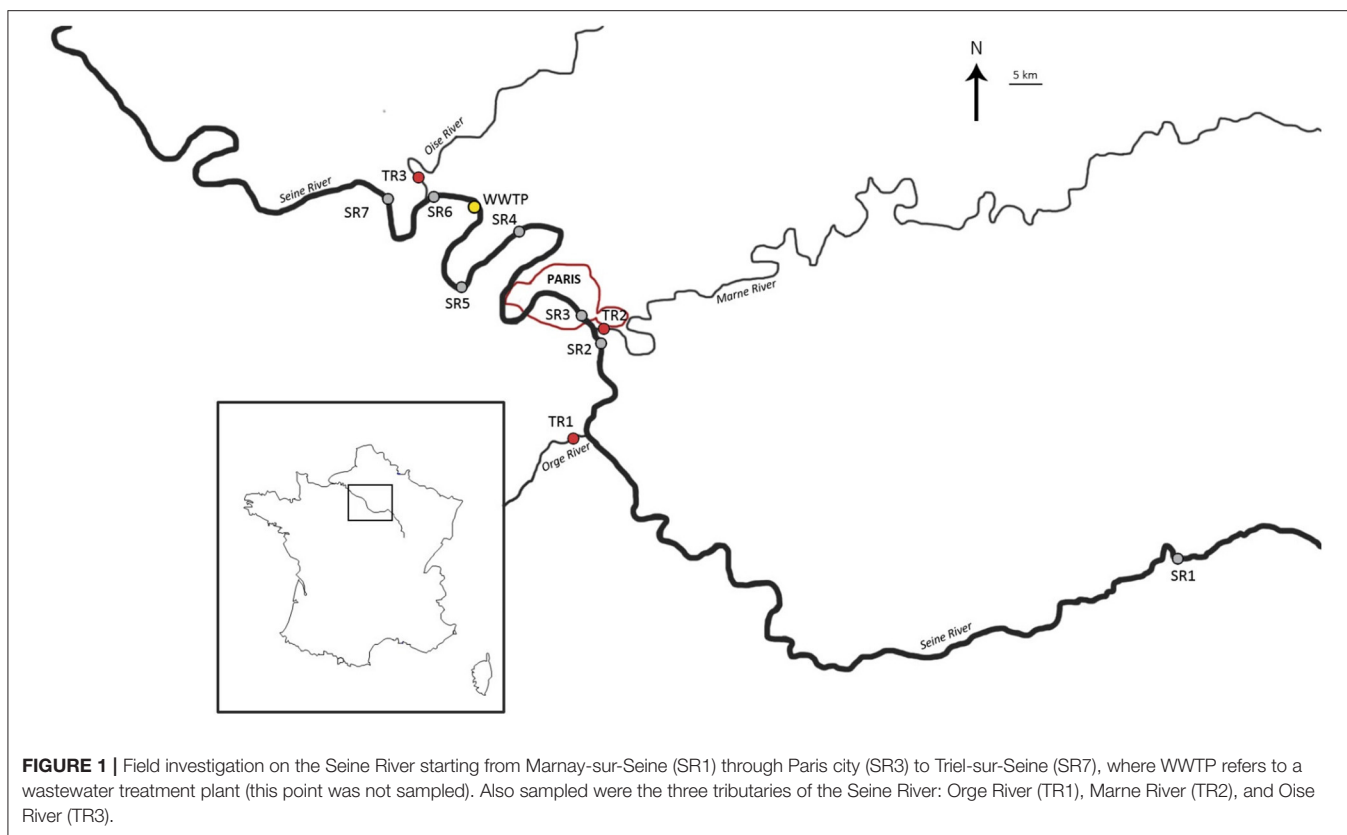 N
5 km
Oise River
TR3
WWTP
Seine River
SR7
SR6
SR4
SR5
PARIS
Marne River
SR3
TR2
SR2
TR1
Orge River
SR1
Seine River
FIGURE 1 | Field investigation on the Seine River starting from Marnay-sur-Seine (SR1) through Paris city (SR3) to Triel-sur-Seine (SR7), where WWTP refers to a
wastewater treatment plant (this point was not sampled). Also sampled were the three tributaries of the Seine River: Orge River (TR1), Marne River (TR2), and Oise
River (TR3).